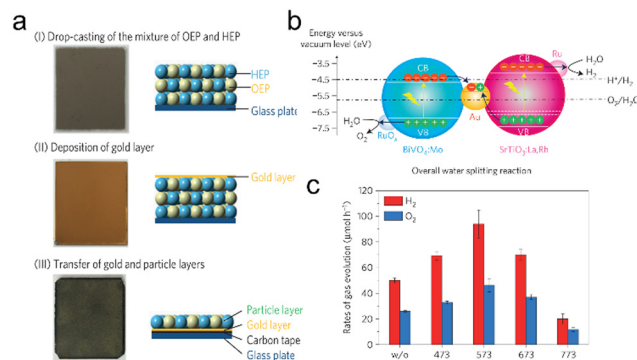 a
(I) Drop-casting of the mixture of OEP and HEP
HEP
OEP
Glass plate
(II) Deposition of gold layer
Gold layer
(III) Transfer of gold and particle layers
Particle layer
Gold layer
Carbon tape
Glass plate
b
Energy versus
vacuum level (eV)
−3.5
−4.5
−5.5
−6.5
−7.5
CB
CB
Ru
H₂O
H₂
H⁺/H₂
O₂/H₂O
Au
H₂O
O₂
RuOₓ
VB
VB
BiVO₄:Mo
SrTiO₃:La,Rh
Overall water splitting reaction
c
Rates of gas evolution (μmol h⁻¹)
120
100
80
60
40
20
0
H₂
O₂
w/o
473
573
673
773